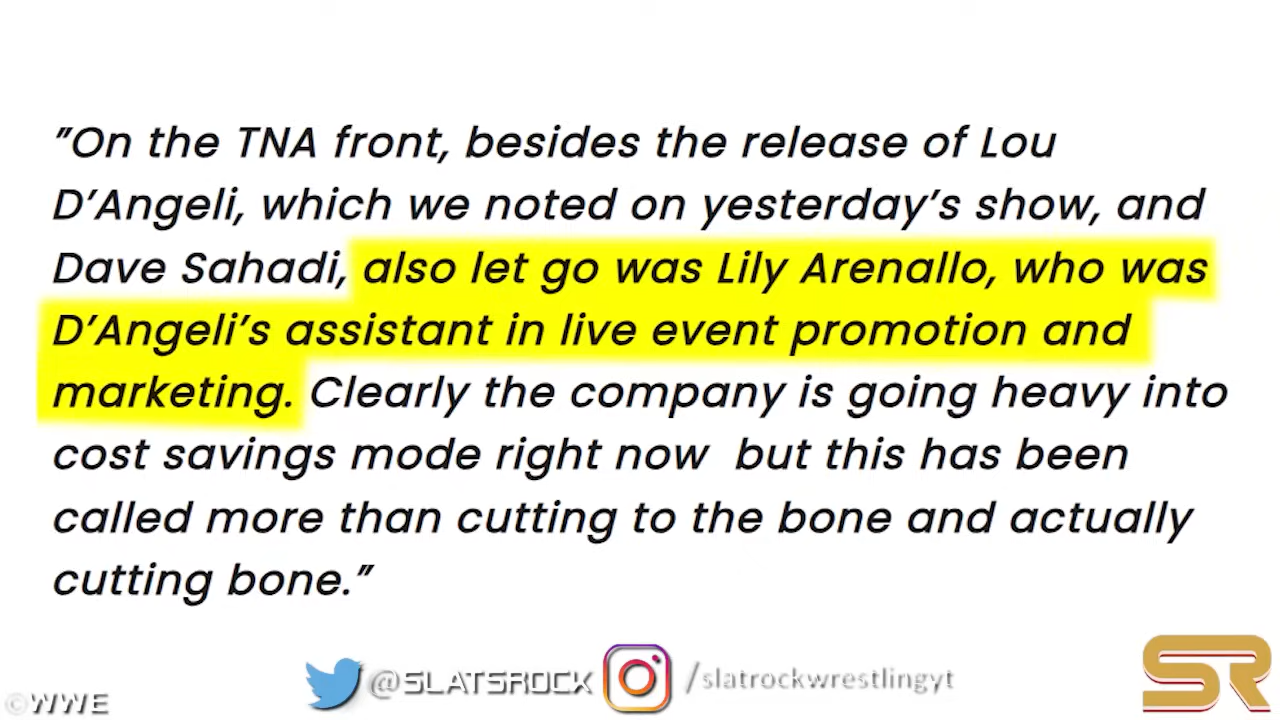 "On the TNA front, besides the release of Lou
D'Angeli, which we noted on yesterday's show, and
Dave Sahadi, also let go was Lily Arenallo, who was
D'Angeli's assistant in live event promotion and
marketing. Clearly the company is going heavy into
cost savings mode right now  but this has been
called more than cutting to the bone and actually
cutting bone."
@SLATSROCK /slatrockwrestlingyt
SR
©WWE